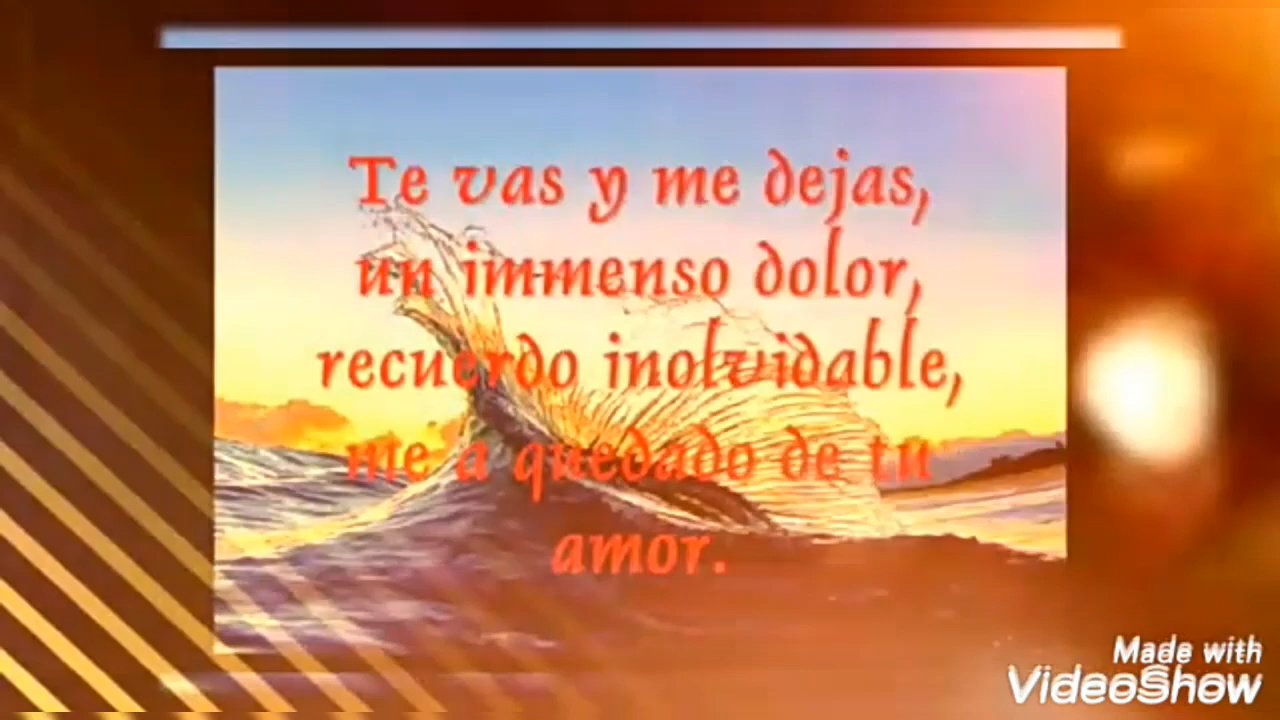 Te vas y me dejas,
un immenso dolor,
recuerdo inolvidable,
me a quedado de tu
amor.
Made with
VideoShow